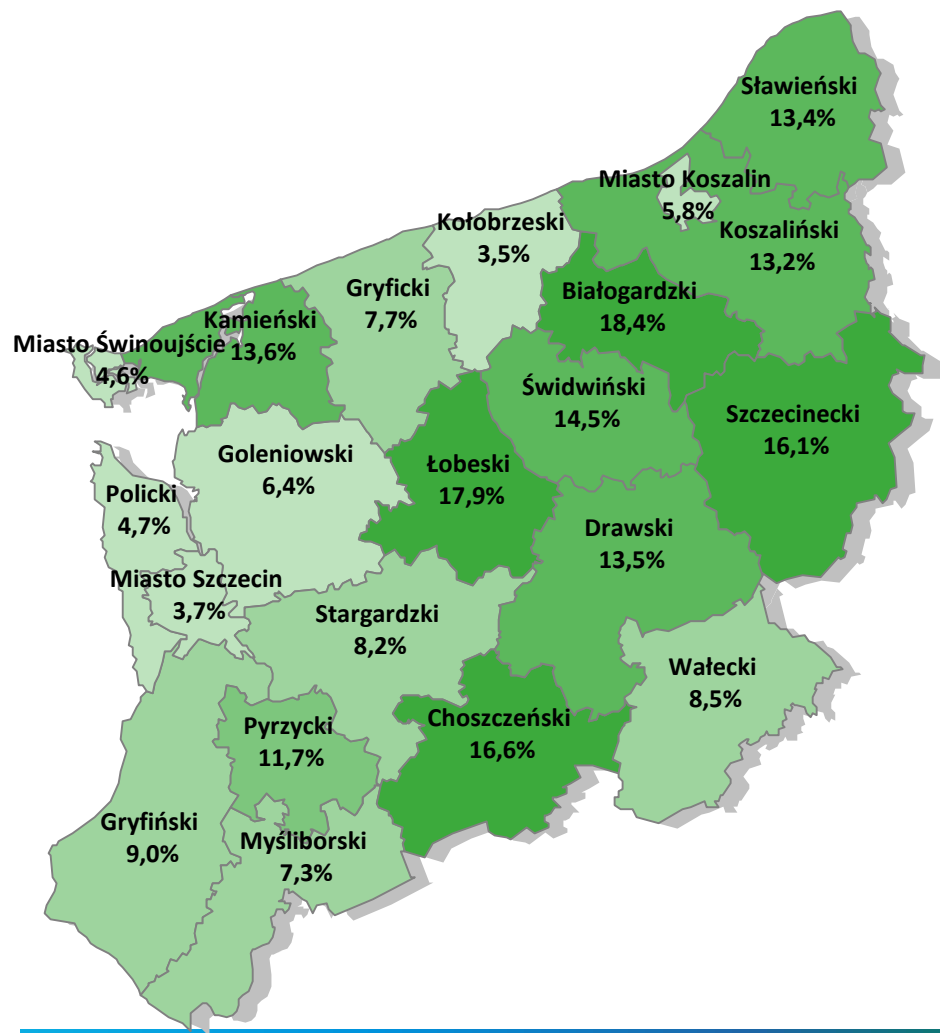 Sławieński
13,4%
Miasto Koszalin
5,8%
Kołobrzeski
3,5%
Koszaliński
13,2%
Gryficki
7,7%
Białogardzki
18,4%
Kamieński
13,6%
Miasto Świnoujście
4,6%
Świdwiński
14,5%
Szczecinecki
16,1%
Goleniowski
6,4%
Łobeski
17,9%
Policki
4,7%
Drawski
13,5%
Miasto Szczecin
3,7%
Stargardzki
8,2%
Wałecki
8,5%
Choszczeński
16,6%
Pyrzycki
11,7%
Gryfiński
9,0%
Myśliborski
7,3%